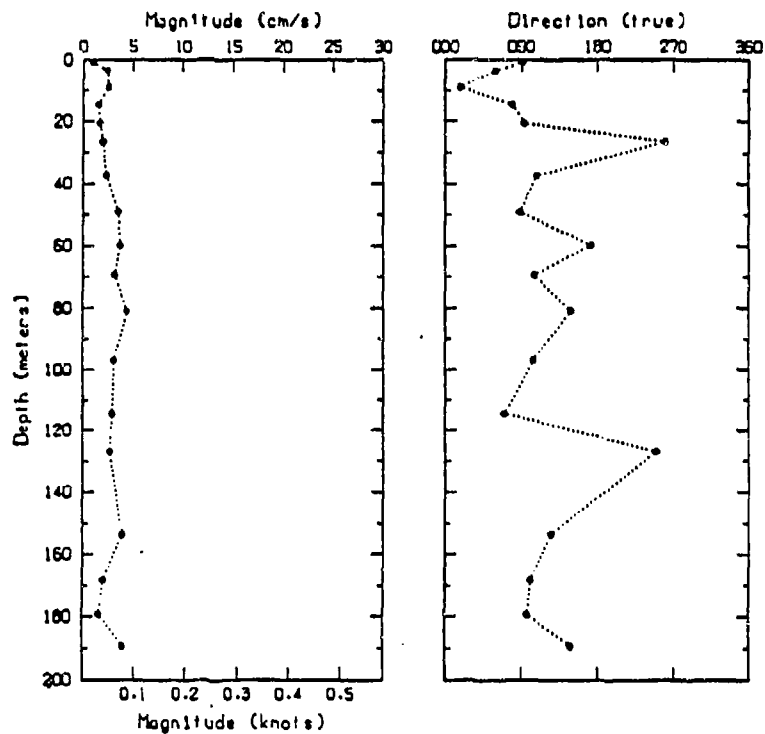 Magnitude (cm/s)
0 5 10 15 20 25 30
Direction (true)
000 090 180 270 360
0
20
40
60
80
100
120
140
160
180
200
Depth (meters)
0.1 0.2 0.3 0.4 0.5
Magnitude (knots)